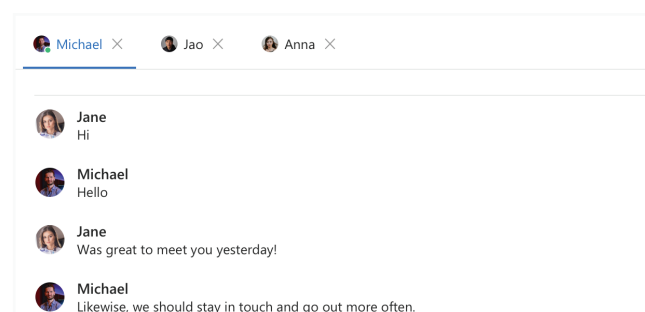 Michael Jao Anna
Jane
Hi
Michael
Hello
Jane
Was great to meet you yesterday!
Michael
Likewise, we should stay in touch and go out more often.